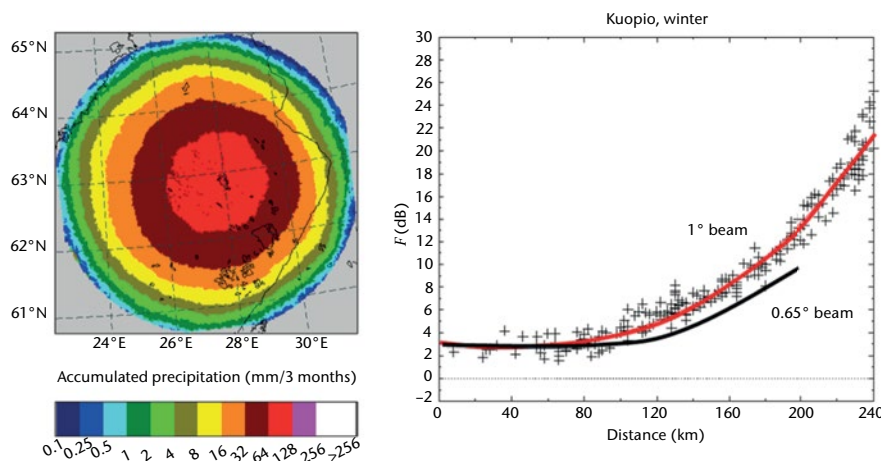 65°N
64°N
63°N
62°N
61°N
24°E 26°E 28°E 30°E
Accumulated precipitation (mm/3 months)
0.1 0.25 0.5 1 2 4 8 16 32 64 128 256 >256
Kuopio, winter
30
28
26
24
22
20
18
16
14
12
10
8
6
4
2
0
−2
F (dB)
1° beam
0.65° beam
0 40 80 120 160 200 240
Distance (km)